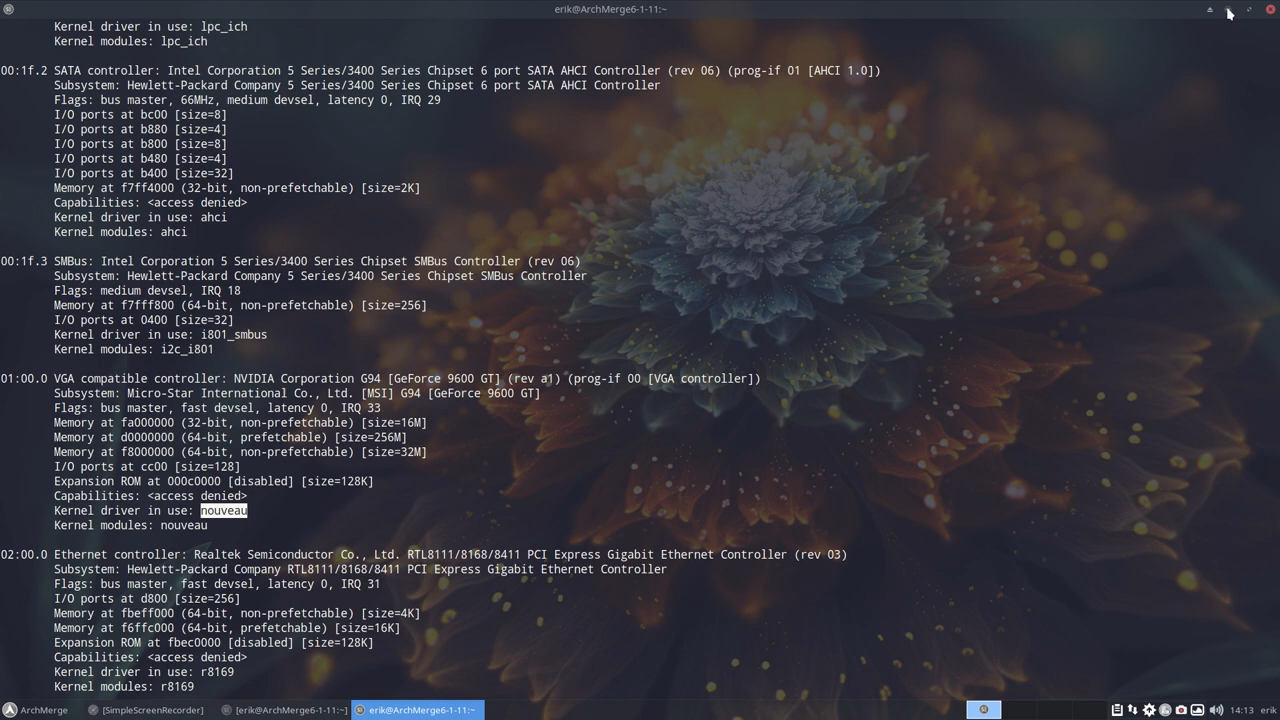 erik@ArchMerge6-1-11:~
Kernel driver in use: lpc_ich
Kernel modules: lpc_ich
00:1f.2 SATA controller: Intel Corporation 5 Series/3400 Series Chipset 6 port SATA AHCI Controller (rev 06) (prog-if 01 [AHCI 1.0])
Subsystem: Hewlett-Packard Company 5 Series/3400 Series Chipset 6 port SATA AHCI Controller
Flags: bus master, 66MHz, medium devsel, latency 0, IRQ 29
I/O ports at bc00 [size=8]
I/O ports at b880 [size=4]
I/O ports at b800 [size=8]
I/O ports at b480 [size=4]
I/O ports at b400 [size=32]
Memory at f7ff4000 (32-bit, non-prefetchable) [size=2K]
Capabilities: <access denied>
Kernel driver in use: ahci
Kernel modules: ahci
00:1f.3 SMBus: Intel Corporation 5 Series/3400 Series Chipset SMBus Controller (rev 06)
Subsystem: Hewlett-Packard Company 5 Series/3400 Series Chipset SMBus Controller
Flags: medium devsel, IRQ 18
Memory at f7fff800 (64-bit, non-prefetchable) [size=256]
I/O ports at 0400 [size=32]
Kernel driver in use: i801_smbus
Kernel modules: i2c_i801
01:00.0 VGA compatible controller: NVIDIA Corporation G94 [GeForce 9600 GT] (rev a1) (prog-if 00 [VGA controller])
Subsystem: Micro-Star International Co., Ltd. [MSI] G94 [GeForce 9600 GT]
Flags: bus master, fast devsel, latency 0, IRQ 33
Memory at fa000000 (32-bit, non-prefetchable) [size=16M]
Memory at d0000000 (64-bit, prefetchable) [size=256M]
Memory at f8000000 (64-bit, non-prefetchable) [size=32M]
I/O ports at cc00 [size=128]
Expansion ROM at 000c0000 [disabled] [size=128K]
Capabilities: <access denied>
Kernel driver in use: nouveau
Kernel modules: nouveau
02:00.0 Ethernet controller: Realtek Semiconductor Co., Ltd. RTL8111/8168/8411 PCI Express Gigabit Ethernet Controller (rev 03)
Subsystem: Hewlett-Packard Company RTL8111/8168/8411 PCI Express Gigabit Ethernet Controller
Flags: bus master, fast devsel, latency 0, IRQ 31
I/O ports at d800 [size=256]
Memory at fbeff000 (64-bit, non-prefetchable) [size=4K]
Memory at f6ffc000 (64-bit, prefetchable) [size=16K]
Expansion ROM at fbec0000 [disabled] [size=128K]
Capabilities: <access denied>
Kernel driver in use: r8169
Kernel modules: r8169
ArchMerge [SimpleScreenRecorder] [erik@ArchMerge6-1-11:~] erik@ArchMerge6-1-11:~ 14:13 erik